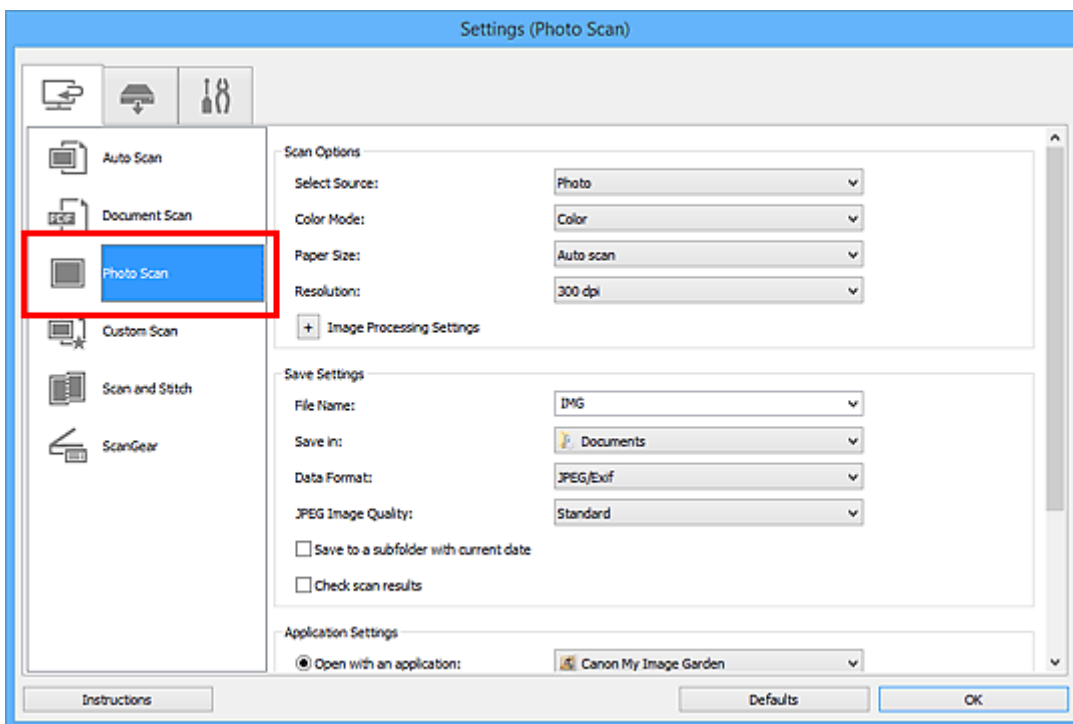 Settings (Photo Scan)
Auto Scan
PDF
Document Scan
Photo Scan
Custom Scan
Scan and Stitch
ScanGear
Scan Options
Select Source: Photo
Color Mode: Color
Paper Size: Auto scan
Resolution: 300 dpi
+ Image Processing Settings
Save Settings
File Name: IMG
Save in: Documents
Data Format: JPEG/Exif
JPEG Image Quality: Standard
Save to a subfolder with current date
Check scan results
Application Settings
Open with an application: Canon My Image Garden
Instructions Defaults OK